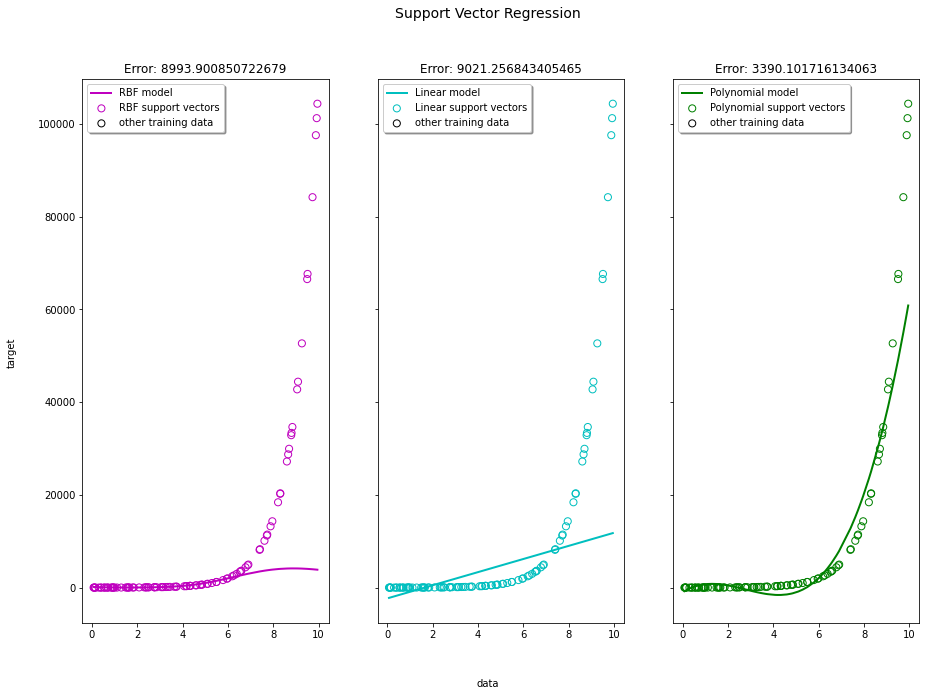 Support Vector Regression
Error: 8993.900850722679
RBF model
RBF support vectors
other training data
100000
80000
60000
40000
20000
0
0 2 4 6 8 10
target
Error: 9021.256843405465
Linear model
Linear support vectors
other training data
0 2 4 6 8 10
data
Error: 3390.101716134063
Polynomial model
Polynomial support vectors
other training data
0 2 4 6 8 10